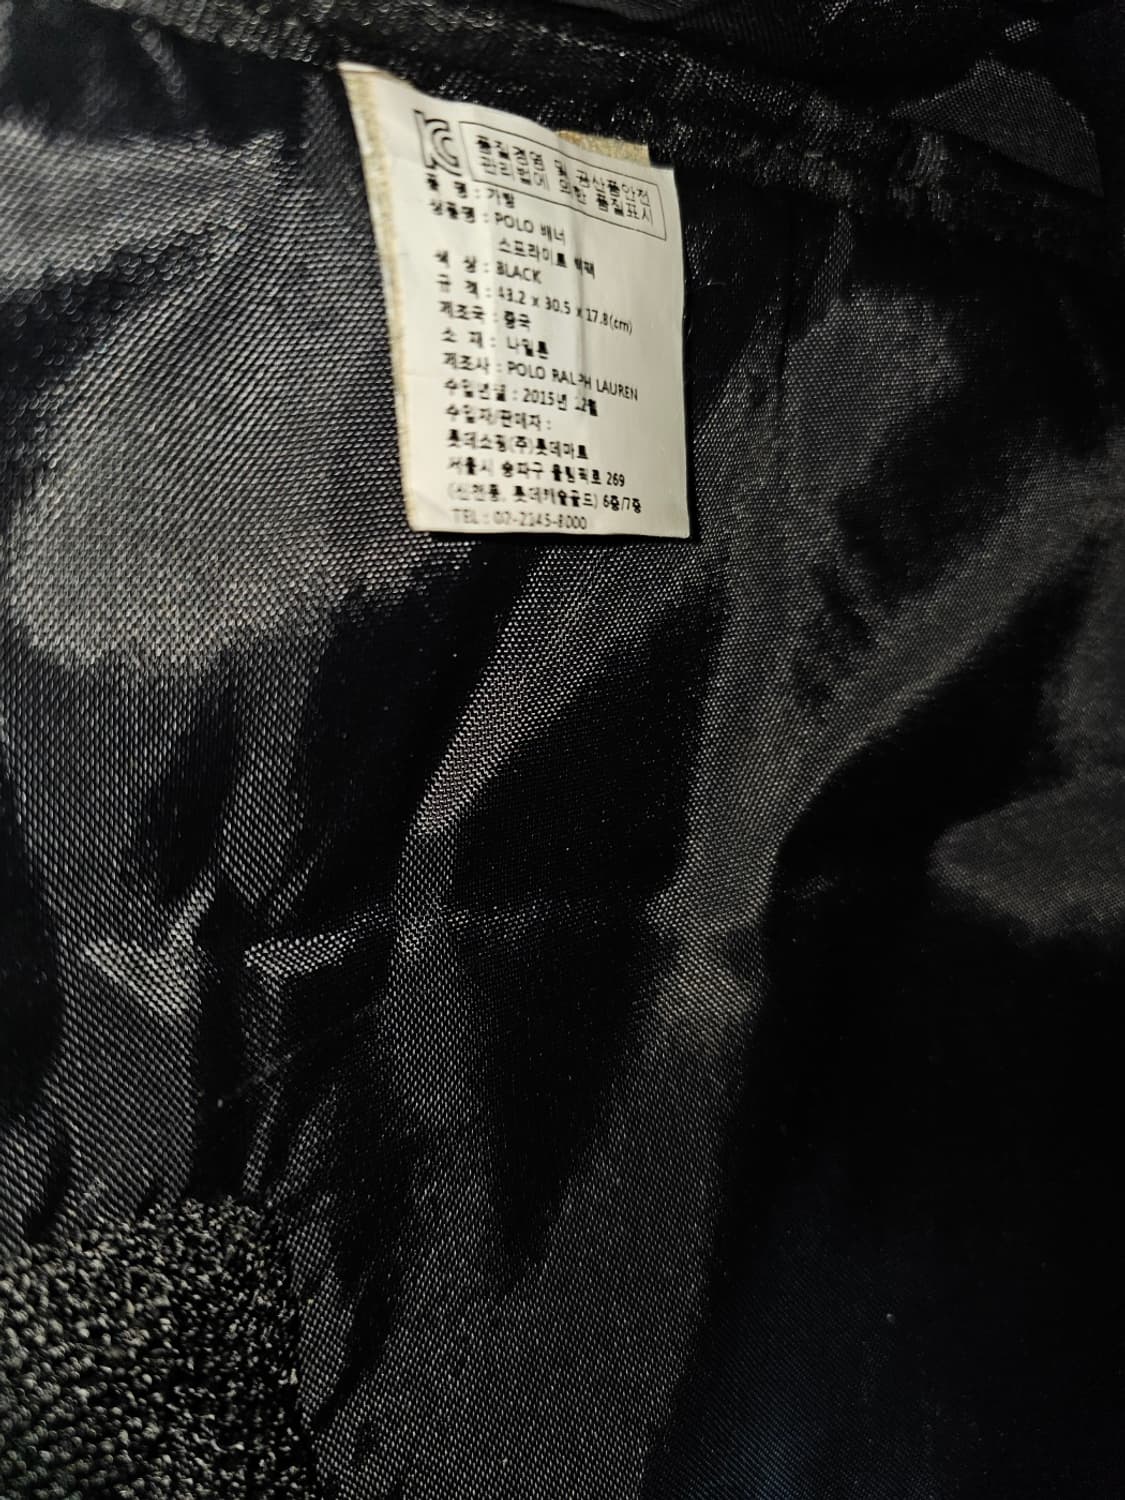 KC 품질경영 및 공산품안전
관리법에 의한 품질표시
품 명 : 가방
상품명 : POLO 배너
스프라이트 백팩
색 상 : BLACK
규 격 : 43.2 x 30.5 x 17.8(cm)
제조국 : 중국
소 재 : 나일론
제조사 : POLO RALPH LAUREN
수입년월 : 2015년 12월
수입자/판매자 :
롯데쇼핑(주)롯데마트
서울시 송파구 올림픽로 269
(신천동, 롯데캐슬골드) 6층/7층
TEL : 02-2145-8000